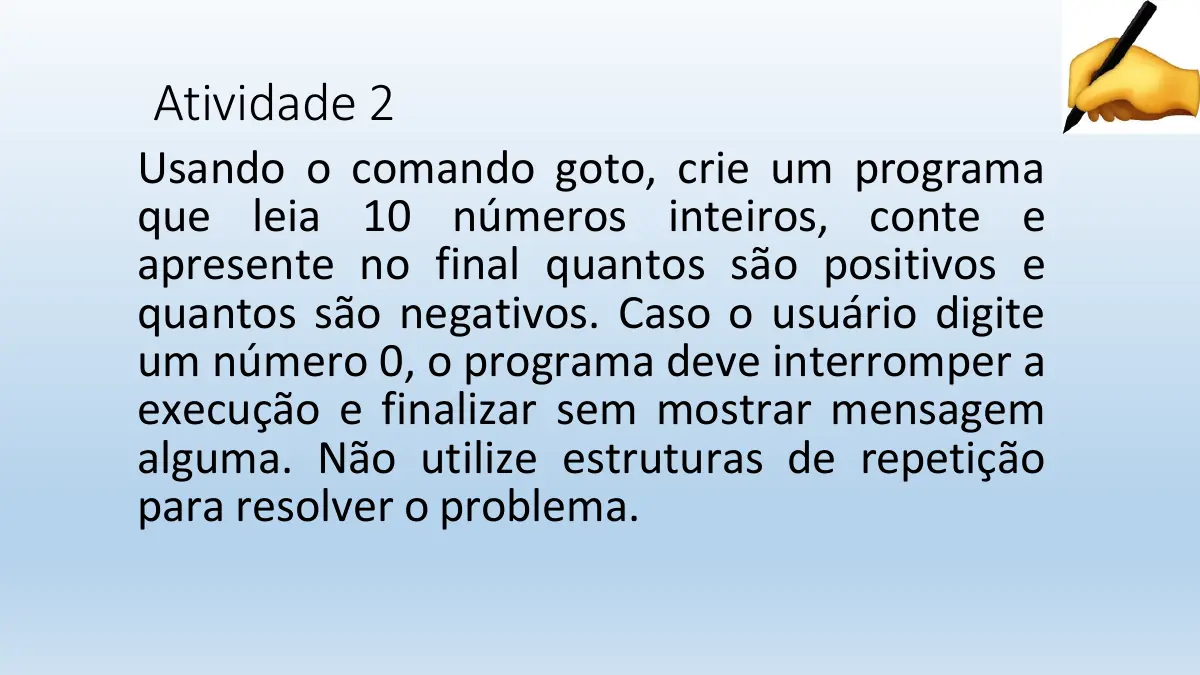 Atividade 2
Usando o comando goto, crie um programa
que leia 10 números inteiros, conte e
apresente no final quantos são positivos e
quantos são negativos. Caso o usuário digite
um número 0, o programa deve interromper a
execução e finalizar sem mostrar mensagem
alguma. Não utilize estruturas de repetição
para resolver o problema.